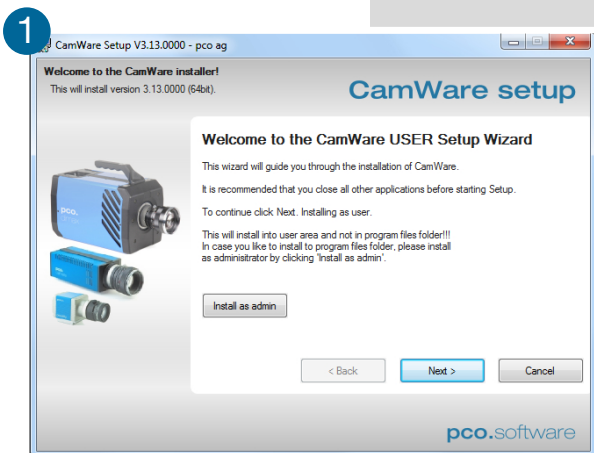 1
CamWare Setup V3.13.0000 - pco ag
Welcome to the CamWare installer!
This will install version 3.13.0000 (64bit).
CamWare setup
Welcome to the CamWare USER Setup Wizard
This wizard will guide you through the installation of CamWare.
It is recommended that you close all other applications before starting Setup.
To continue click Next. Installing as user.
This will install into user area and not in program files folder!!!
In case you like to install to program files folder, please install
as adminisitrator by clicking 'Install as admin'.
pco.
Install as admin
< Back
Next >
Cancel
pco.software